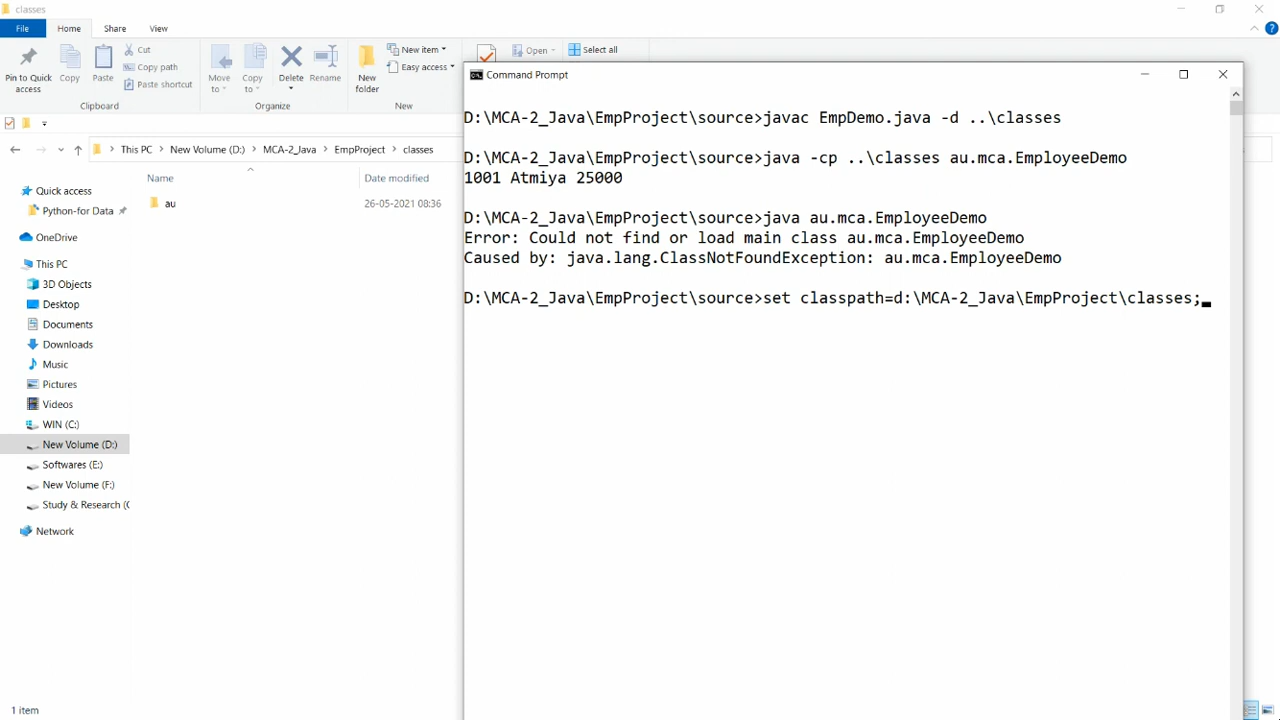 classes
File
Home
Share
View
Pin to Quick
access
Copy
Paste
Cut
Copy path
Paste shortcut
Clipboard
Move
to
Copy
to
Delete
Rename
Organize
New
folder
New item
Easy access
New
Open
Select all
This PC
New Volume (D:)
MCA-2_Java
EmpProject
classes
Quick access
Python-for Data
OneDrive
This PC
3D Objects
Desktop
Documents
Downloads
Music
Pictures
Videos
WIN (C:)
New Volume (D:)
Softwares (E:)
New Volume (F:)
Study & Research (
Network
Name
Date modified
au
26-05-2021 08:36
1 item
Command Prompt
D:\MCA-2_Java\EmpProject\source>javac EmpDemo.java -d ..\classes
D:\MCA-2_Java\EmpProject\source>java -cp ..\classes au.mca.EmployeeDemo
1001 Atmiya 25000
D:\MCA-2_Java\EmpProject\source>java au.mca.EmployeeDemo
Error: Could not find or load main class au.mca.EmployeeDemo
Caused by: java.lang.ClassNotFoundException: au.mca.EmployeeDemo
D:\MCA-2_Java\EmpProject\source>set classpath=d:\MCA-2_Java\EmpProject\classes;